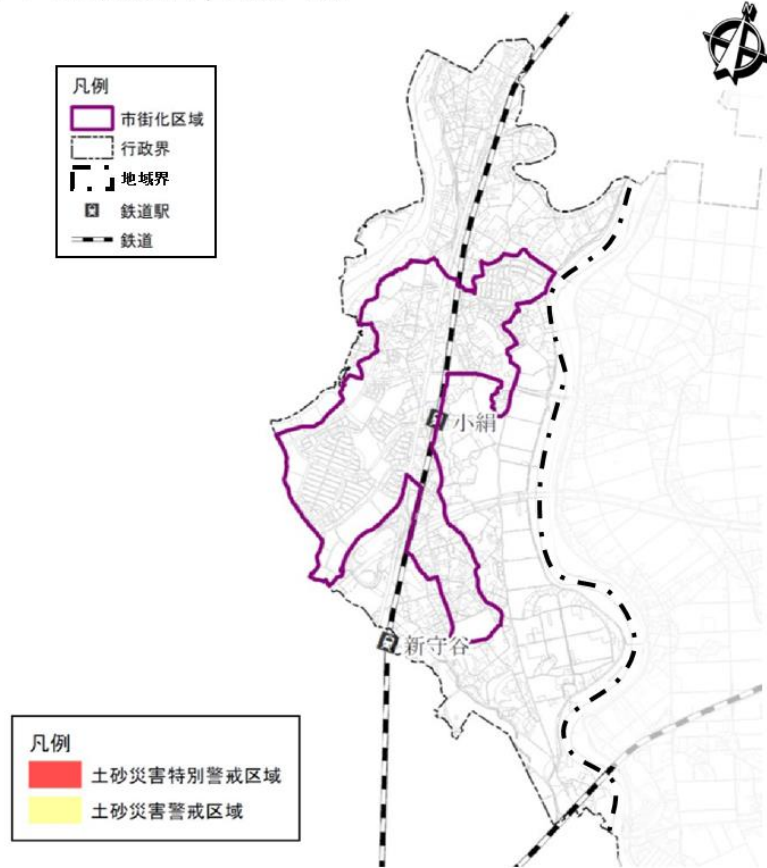 N
凡例
市街化区域
行政界
地域界
鉄道駅
鉄道
小絹
新守谷
凡例
土砂災害特別警戒区域
土砂災害警戒区域